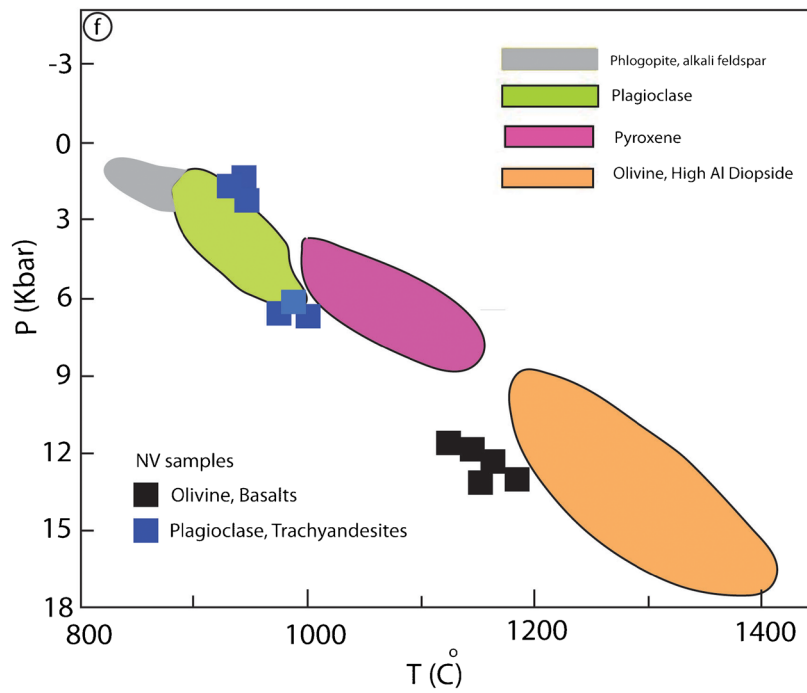 f
Phlogopite, alkali feldspar
Plagioclase
Pyroxene
Olivine, High Al Diopside
-3
0
3
6
9
12
15
18
P (Kbar)
NV samples
Olivine, Basalts
Plagioclase, Trachyandesites
800
1000
1200
1400
T (C°)